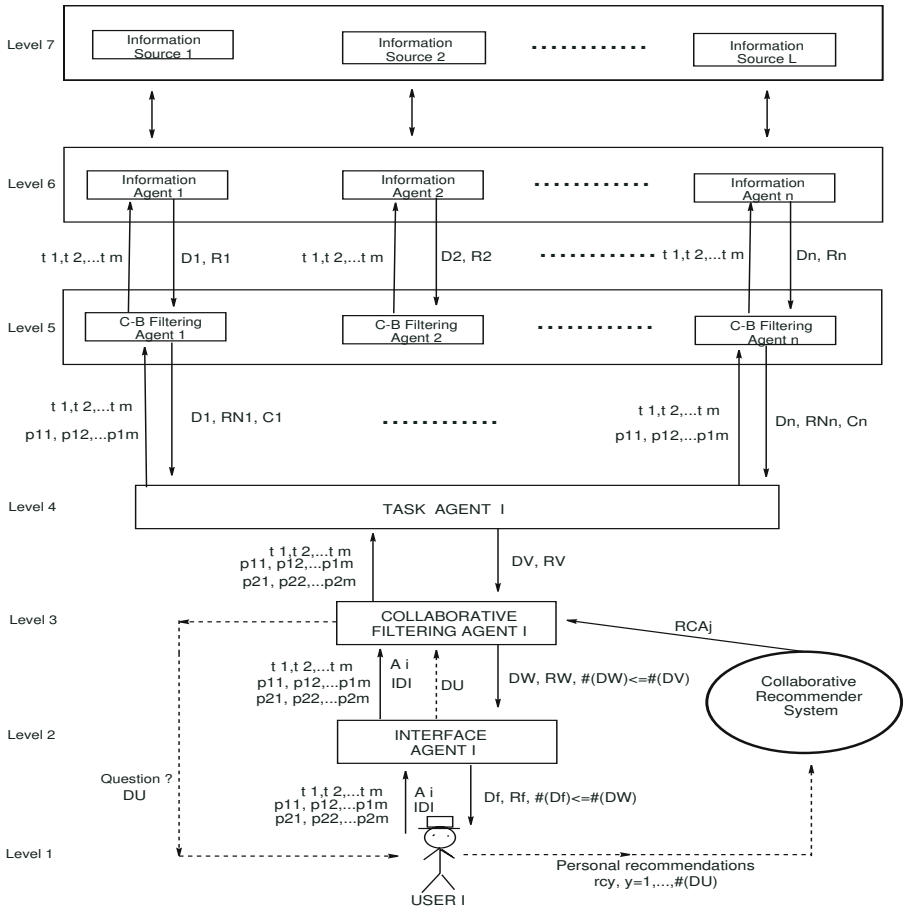 Level 7
Information
Source 1
Information
Source 2
Information
Source L
Level 6
Information
Agent 1
Information
Agent 2
Information
Agent n
t 1,t 2,...t m
D1, R1
t 1,t 2,...t m
D2, R2
t 1,t 2,...t m
Dn, Rn
Level 5
C-B Filtering
Agent 1
C-B Filtering
Agent 2
C-B Filtering
Agent n
t 1,t 2,...t m
p11, p12,...p1m
D1, RN1, C1
t 1,t 2,...t m
p11, p12,...p1m
Dn, RNn, Cn
Level 4
TASK AGENT I
t 1,t 2,...t m
p11, p12,...p1m
p21, p22,...p2m
DV, RV
Level 3
COLLABORATIVE
FILTERING AGENT I
RCAj
t 1,t 2,...t m
p11, p12,...p1m
p21, p22,...p2m
A i
IDI
DU
DW, RW, #(DW)<=#(DV)
Collaborative
Recommender
System
Level 2
INTERFACE
AGENT I
Question ?
DU
t 1,t 2,...t m
p11, p12,...p1m
p21, p22,...p2m
A i
IDI
Df, Rf, #(Df)<=#(DW)
Level 1
Personal recommendations
rcy, y=1,...,#(DU)
USER I